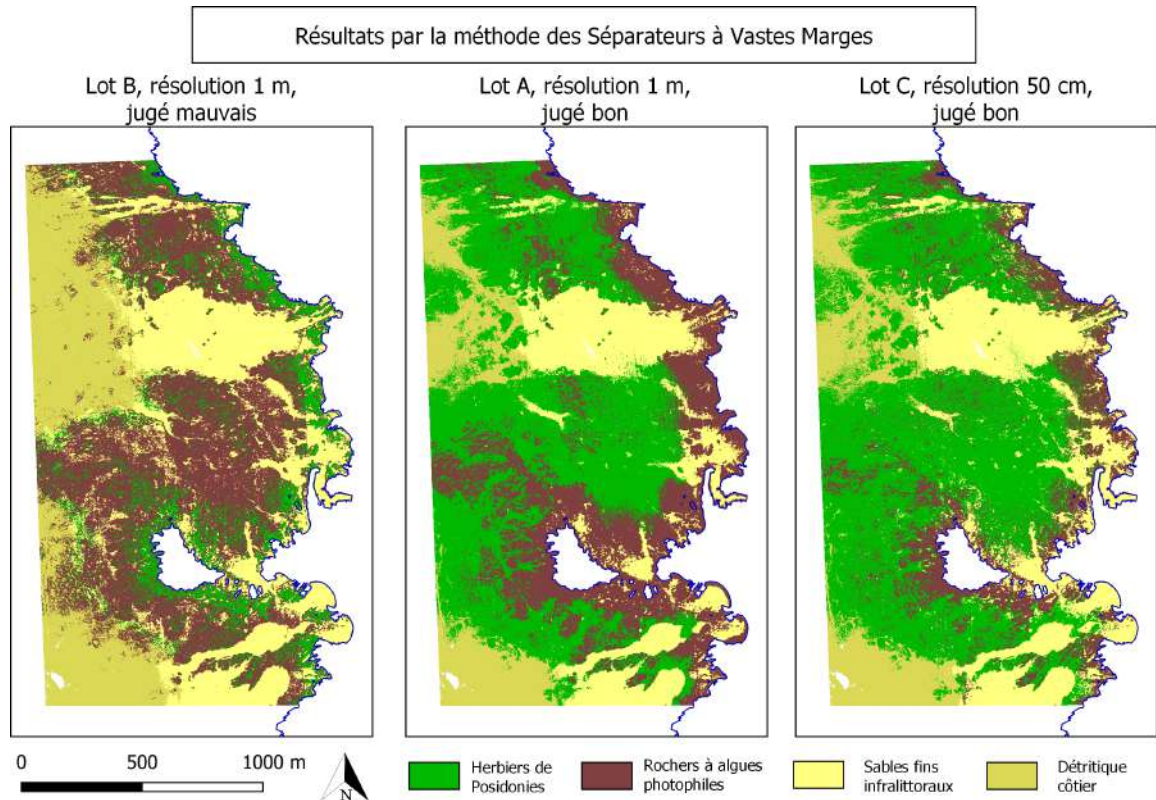 Résultats par la méthode des Séparateurs à Vastes Marges
Lot B, résolution 1 m,
jugé mauvais
Lot A, résolution 1 m,
jugé bon
Lot C, résolution 50 cm,
jugé bon
0 500 1000 m
N
Herbiers de
Posidonies
Rochers à algues
photophiles
Sables fins
infralittoraux
Détritique
côtier